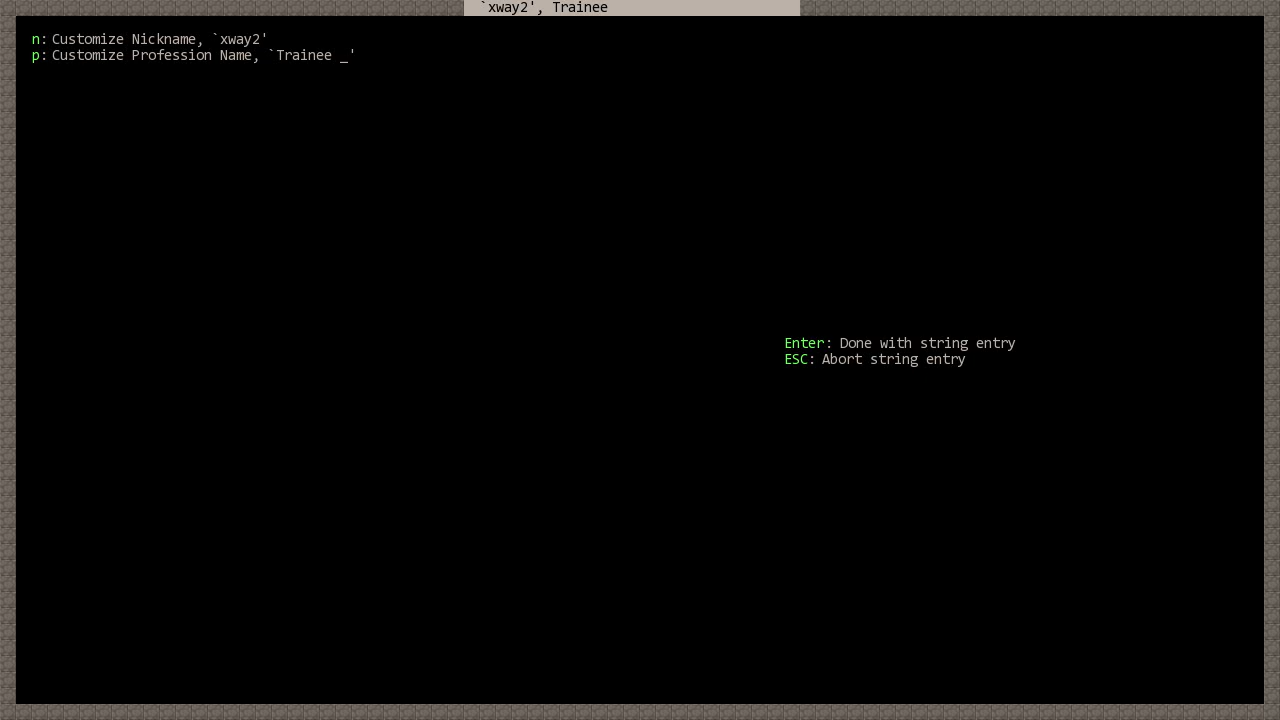 `xway2', Trainee
n: Customize Nickname, `xway2'
p: Customize Profession Name, `Trainee _'
Enter: Done with string entry
ESC: Abort string entry